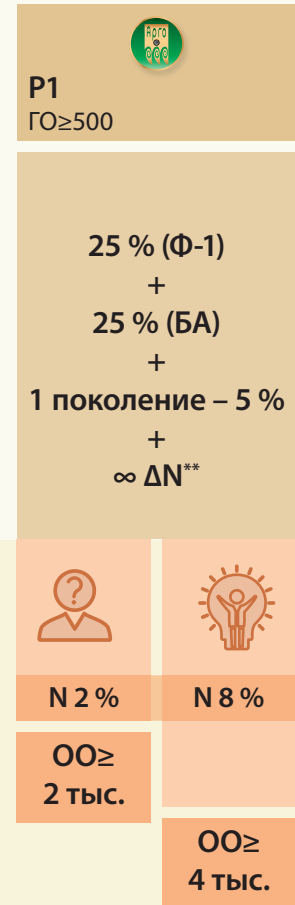 Арго
P1
ГО≥500
25 % (Ф-1)
+
25 % (БА)
+
1 поколение – 5 %
+
∞ ΔN**
?
N 2 %
N 8 %
ОО≥
2 тыс.
ОО≥
4 тыс.